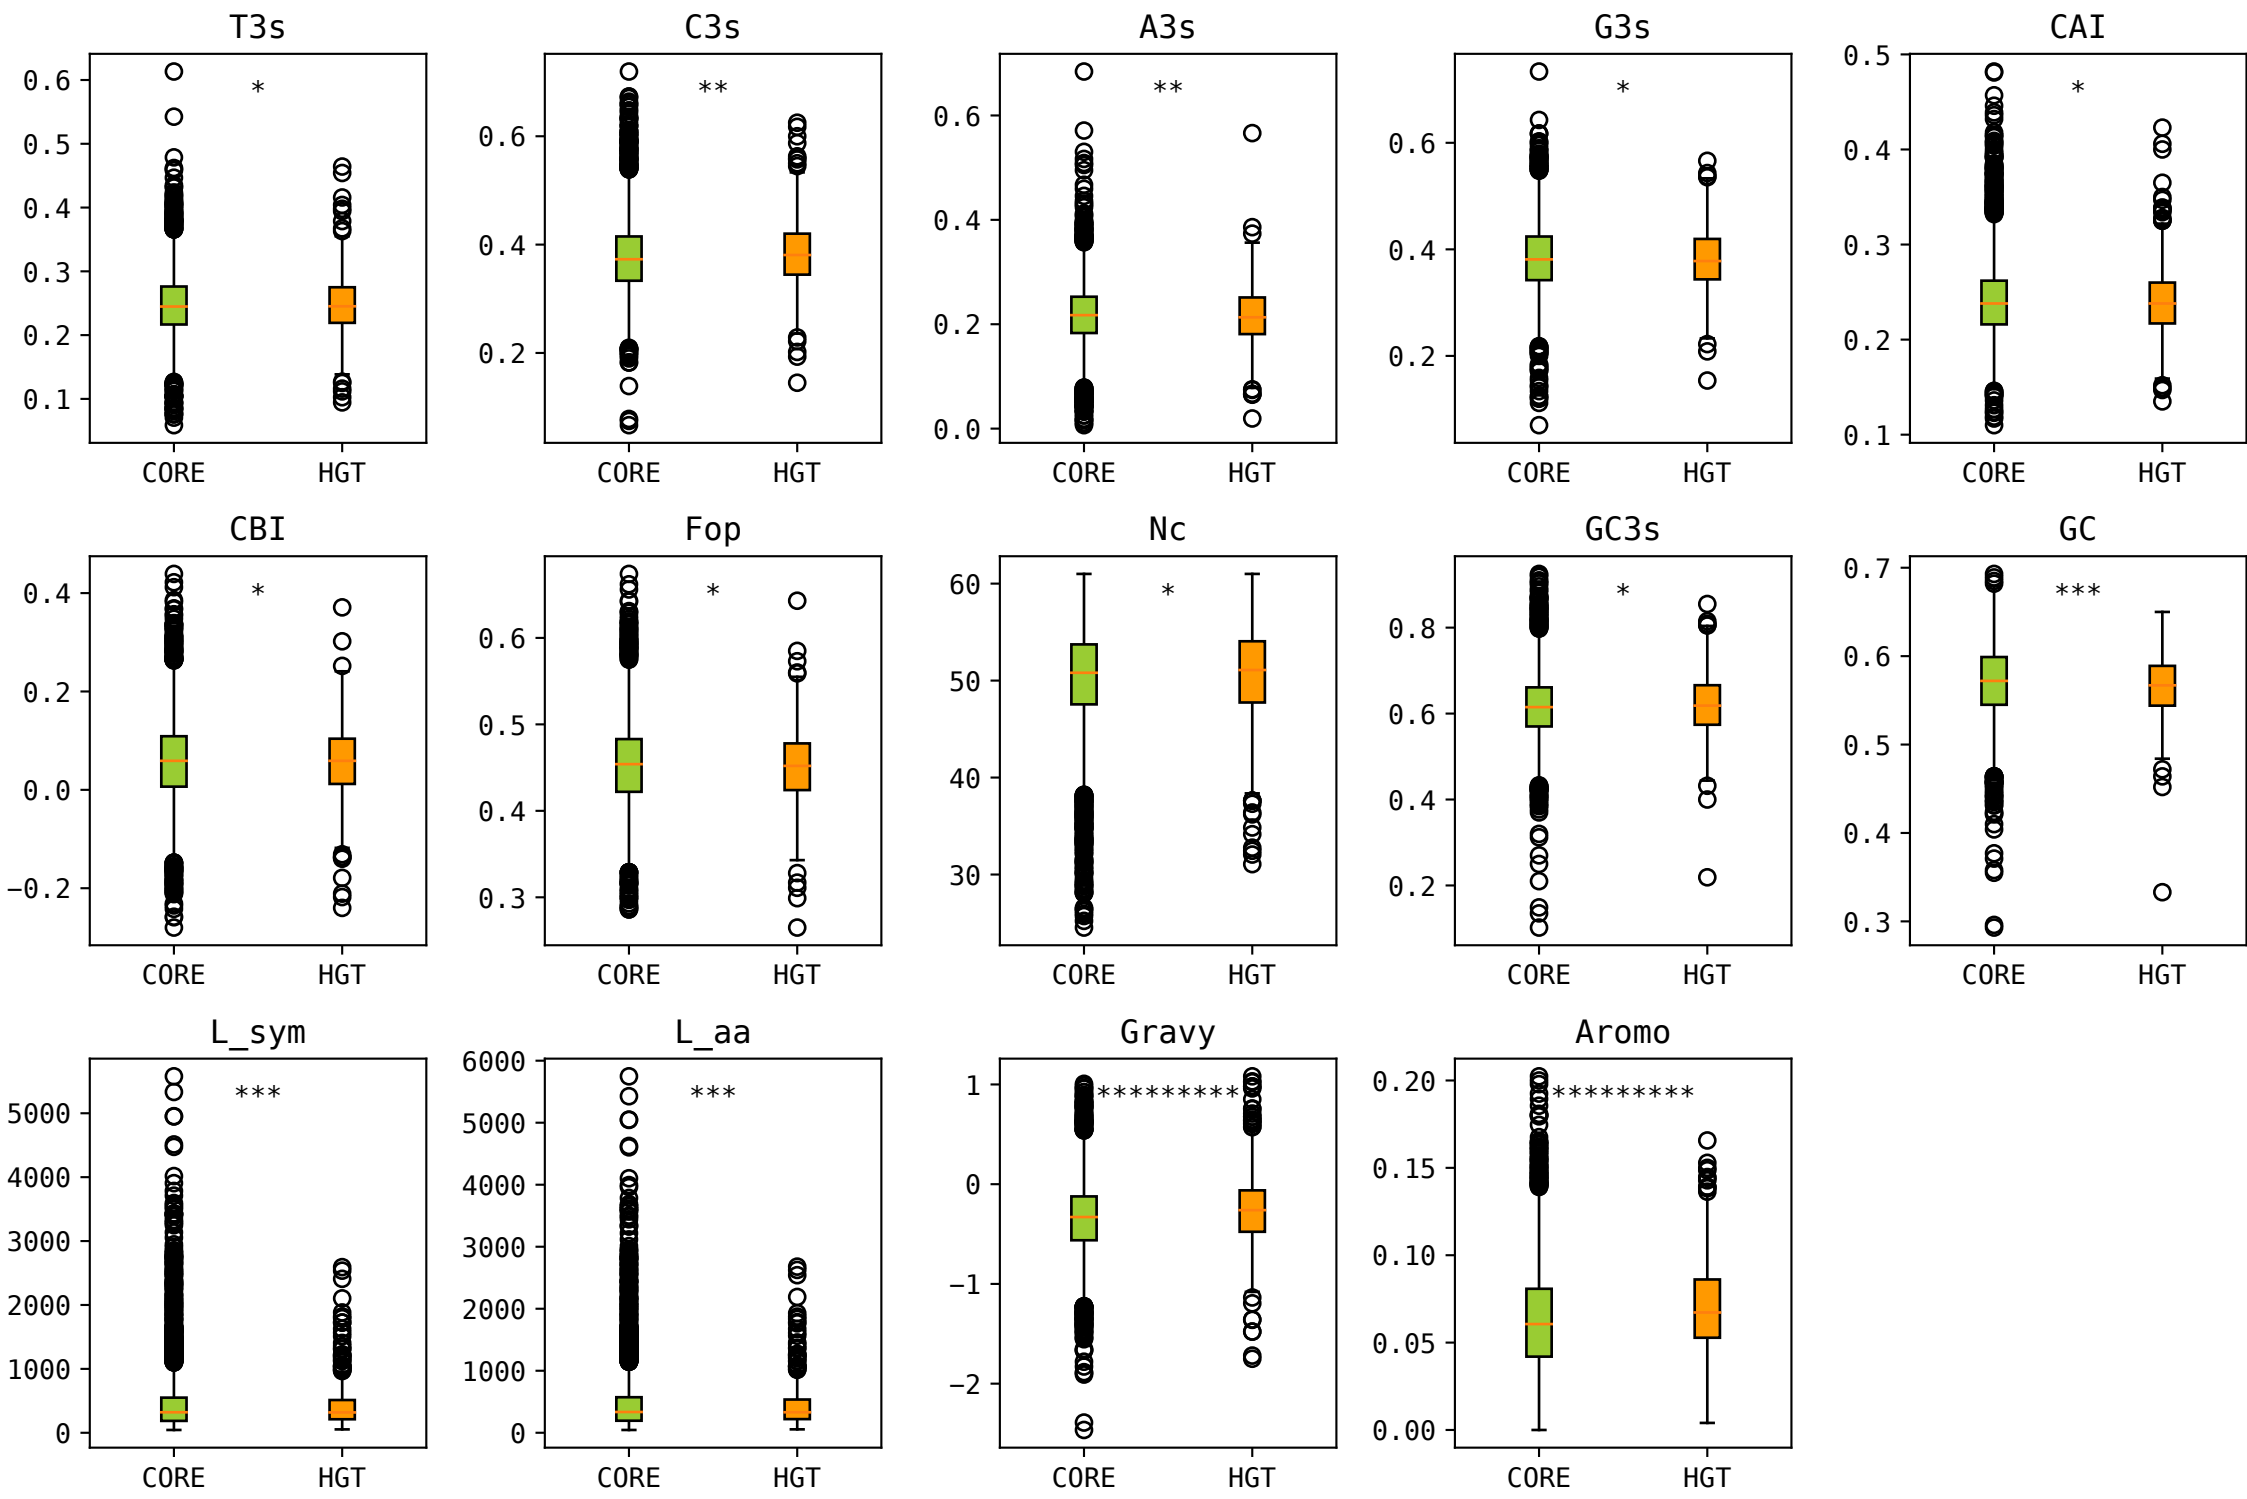 T3s
C3s
A3s
G3s
CAI
0.6
0.5
0.4
0.3
0.2
0.1
*
CORE
HGT
0.6
0.4
0.2
**
CORE
HGT
0.6
0.4
0.2
0.0
**
CORE
HGT
0.6
0.4
0.2
*
CORE
HGT
0.5
0.4
0.3
0.2
0.1
*
CORE
HGT
CBI
Fop
Nc
GC3s
GC
0.4
0.2
0.0
−0.2
*
CORE
HGT
0.6
0.5
0.4
0.3
*
CORE
HGT
60
50
40
30
*
CORE
HGT
0.8
0.6
0.4
0.2
*
CORE
HGT
0.7
0.6
0.5
0.4
0.3
***
CORE
HGT
L_sym
L_aa
Gravy
Aromo
5000
4000
3000
2000
1000
0
***
CORE
HGT
6000
5000
4000
3000
2000
1000
0
***
CORE
HGT
1
0
−1
−2
*********
CORE
HGT
0.20
0.15
0.10
0.05
0.00
*********
CORE
HGT